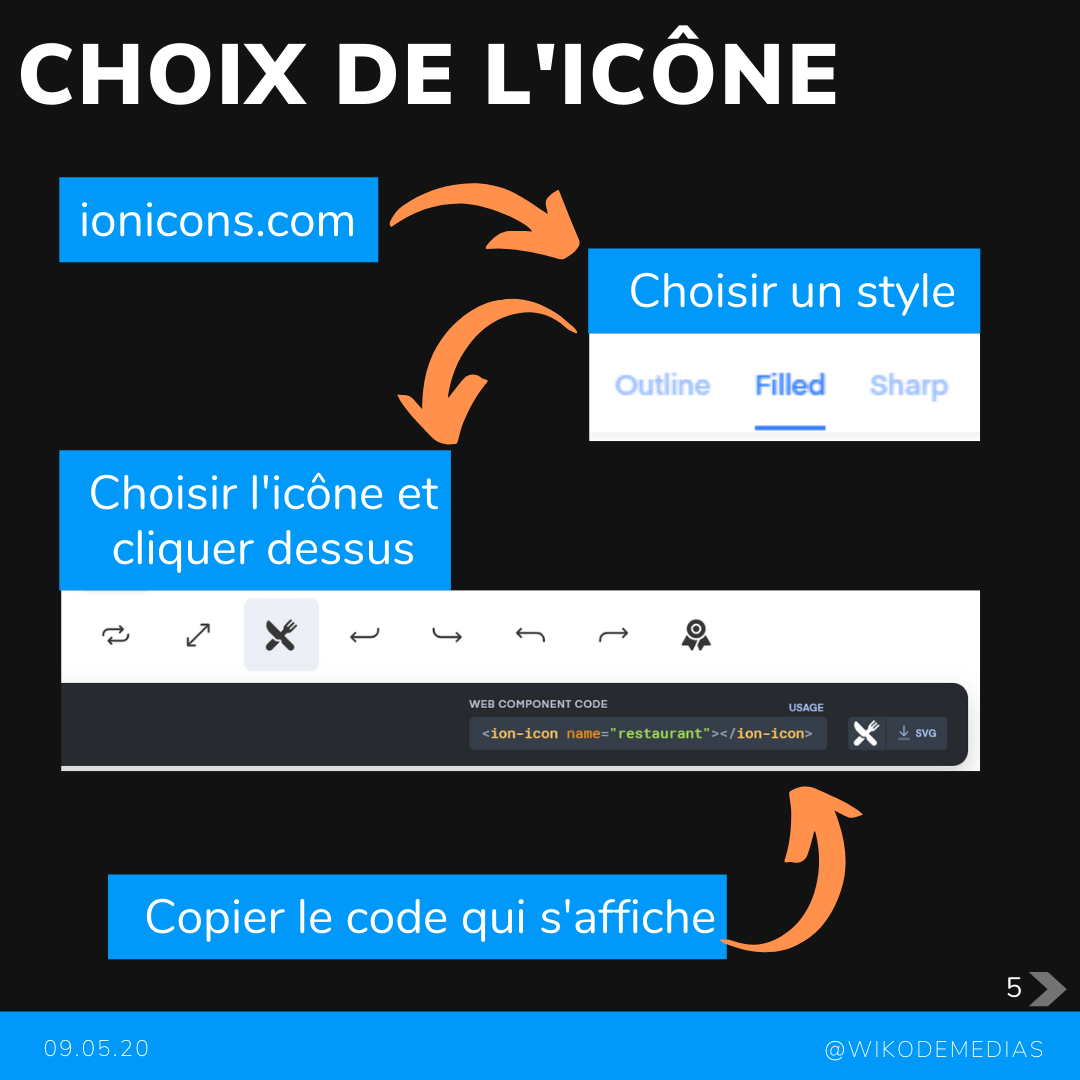 CHOIX DE L'ICÔNE
ionicons.com
Choisir un style
Outline Filled Sharp
Choisir l'icône et
cliquer dessus
WEB COMPONENT CODE USAGE
<ion-icon name="restaurant"></ion-icon> SVG
Copier le code qui s'affiche
5
09.05.20 @WIKODEMEDIAS